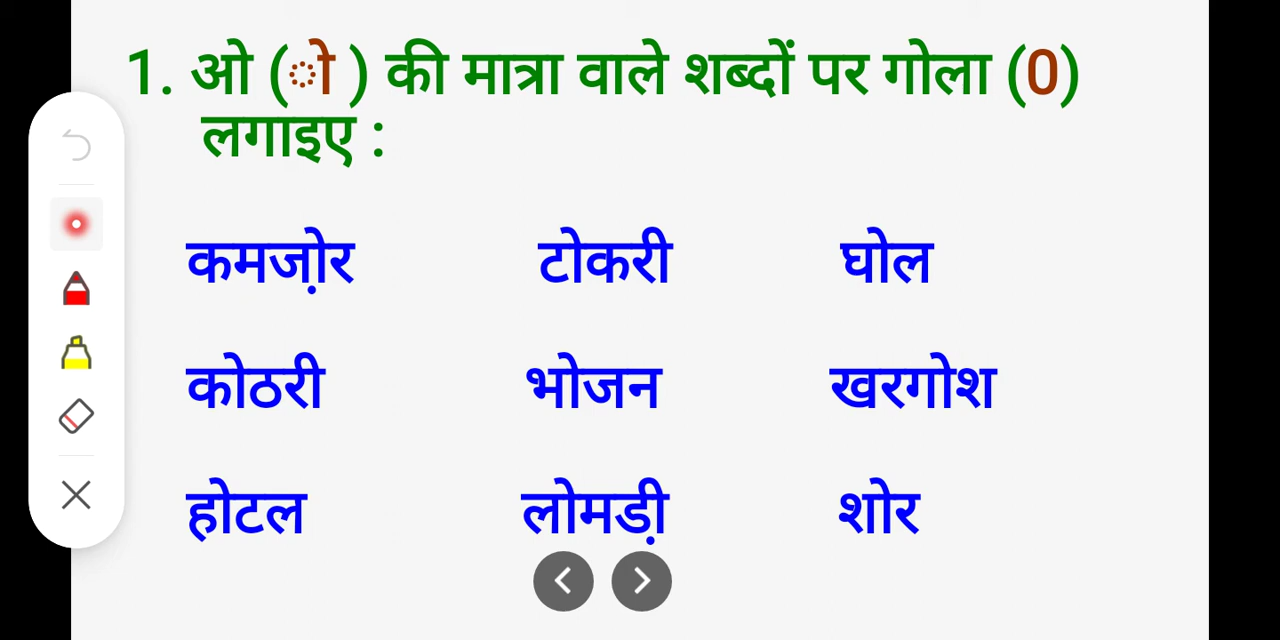 1. ओ (ो ) की मात्रा वाले शब्दों पर गोला (0)
लगाइए :
कमज़ोर टोकरी घोल
कोठरी भोजन खरगोश
होटल लोमड़ी शोर